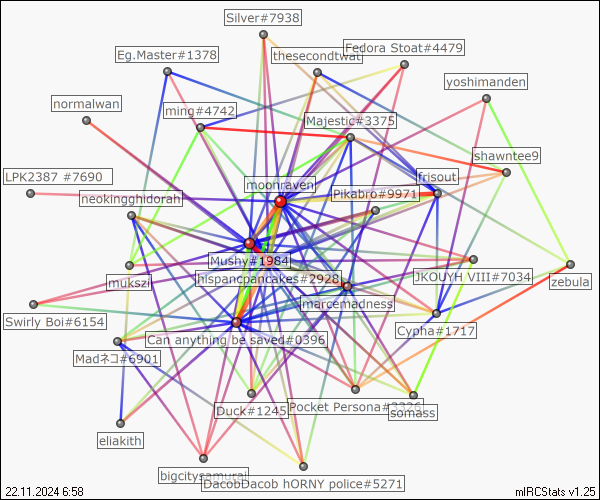 Silver#7938
Fedora Stoat#4479
thesecondtwat
Eg.Master#1378
yoshimanden
normalwan
ming#4742
Majestic#3375
shawntee9
LPK2387 #7690
moonraven
frisout
neokingghidorah
Pikabro#9971
Mushy#1984
mukszii
hispancpancakes#2928
JKOUYH VIII#7034
zebula
marcemadness
Swirly Boi#6154
Cypha#1717
Can anything be saved#0396
Madネコ#6901
Duck#1245
Pocket Persona#3326
somass
eliakith
bigcitysamurai
DacobDacob hORNY police#5271
22.11.2024 6:58
mIRCStats v1.25